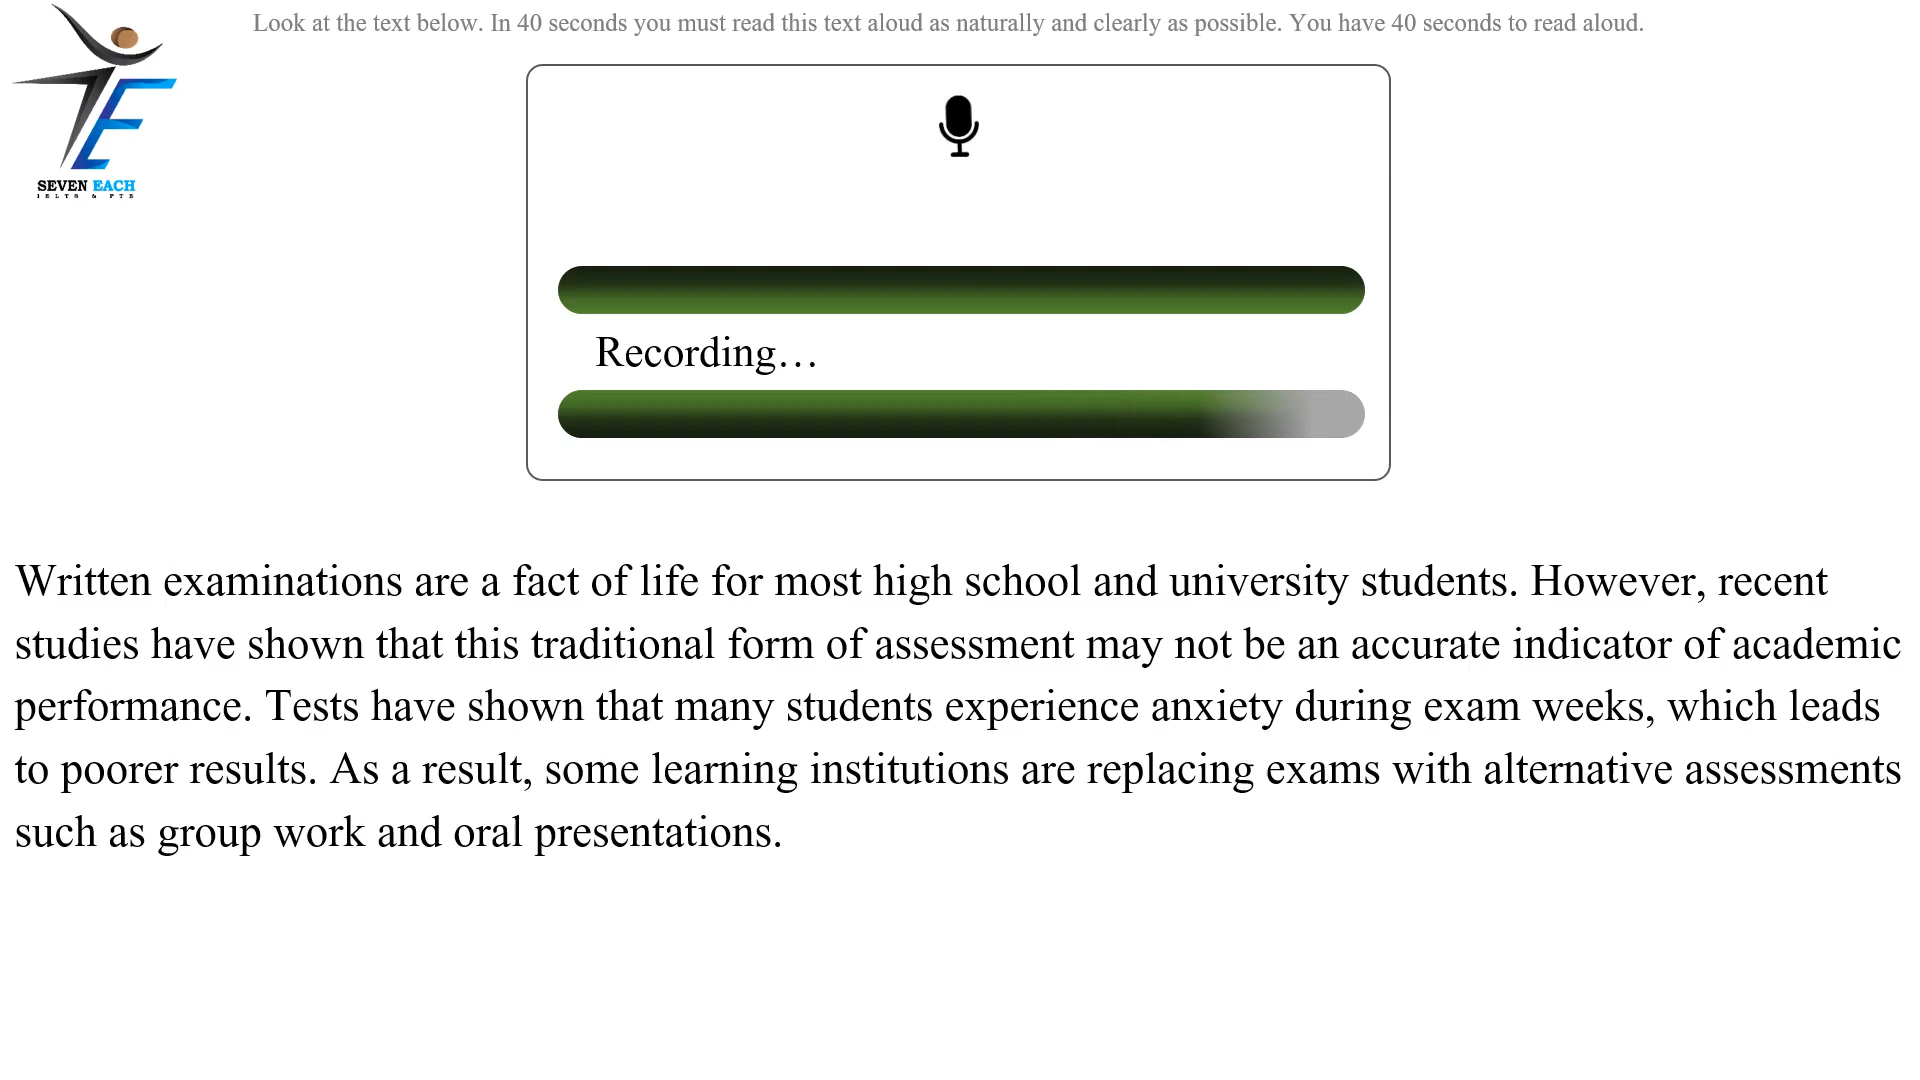 Look at the text below. In 40 seconds you must read this text aloud as naturally and clearly as possible. You have 40 seconds to read aloud.
SEVEN EACH
IELTS & PTE
Recording…
Written examinations are a fact of life for most high school and university students. However, recent
studies have shown that this traditional form of assessment may not be an accurate indicator of academic
performance. Tests have shown that many students experience anxiety during exam weeks, which leads
to poorer results. As a result, some learning institutions are replacing exams with alternative assessments
such as group work and oral presentations.